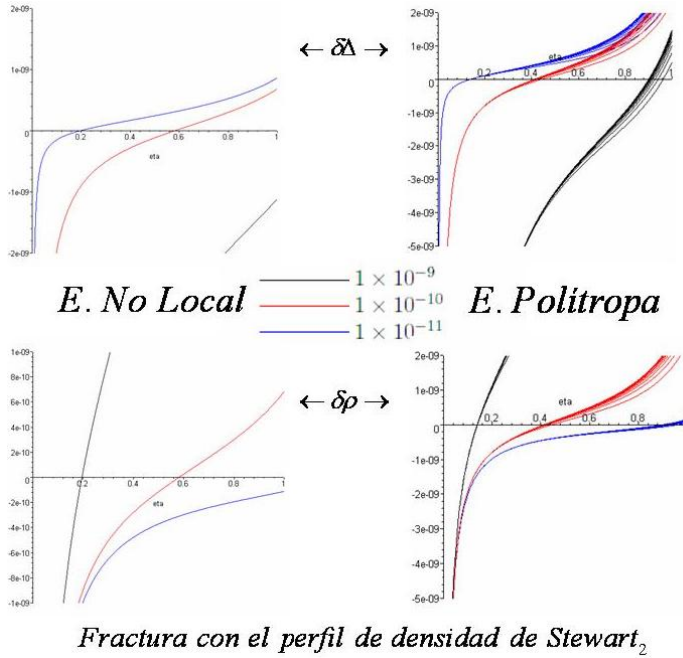 2e-09
1e-09
0
-1e-09
-2e-09
0.2
0.4
0.6
0.8
1
eta
← δΔ →
2e-09
1e-09
0
-1e-09
-2e-09
-3e-09
-4e-09
-5e-09
0.2
0.4
0.6
0.8
1
eta
E. No Local
1 × 10⁻⁹
1 × 10⁻¹⁰
1 × 10⁻¹¹
E. Polítropa
1e-09
8e-10
6e-10
4e-10
2e-10
0
-2e-10
-4e-10
-6e-10
-8e-10
-1e-09
0.2
0.4
0.6
0.8
1
eta
← δρ →
2e-09
1e-09
0
-1e-09
-2e-09
-3e-09
-4e-09
-5e-09
0.2
0.4
0.6
0.8
1
eta
Fractura con el perfil de densidad de Stewart₂